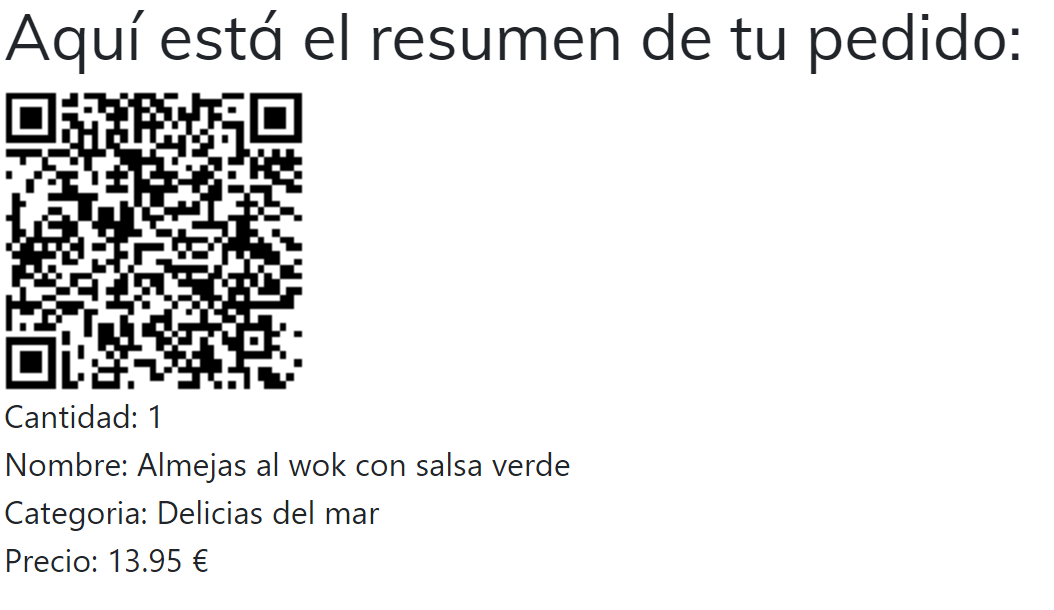 Aquí está el resumen de tu pedido:
Cantidad: 1
Nombre: Almejas al wok con salsa verde
Categoria: Delicias del mar
Precio: 13.95 €